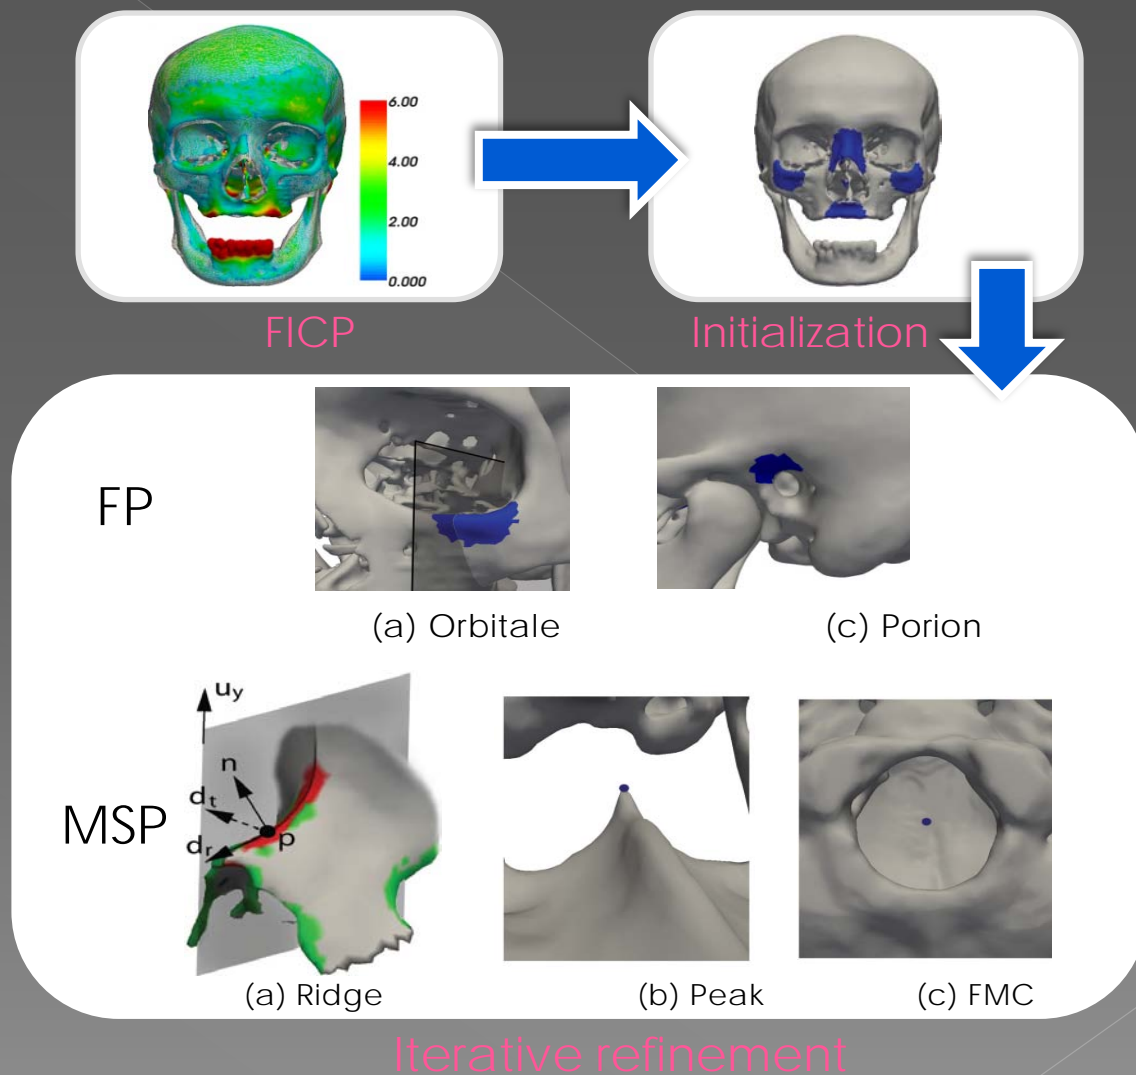 6.00
4.00
2.00
0.000
FICP
Initialization
FP
(a) Orbitale
(c) Porion
MSP
uy
n
dt
dr
p
(a) Ridge
(b) Peak
(c) FMC
Iterative refinement